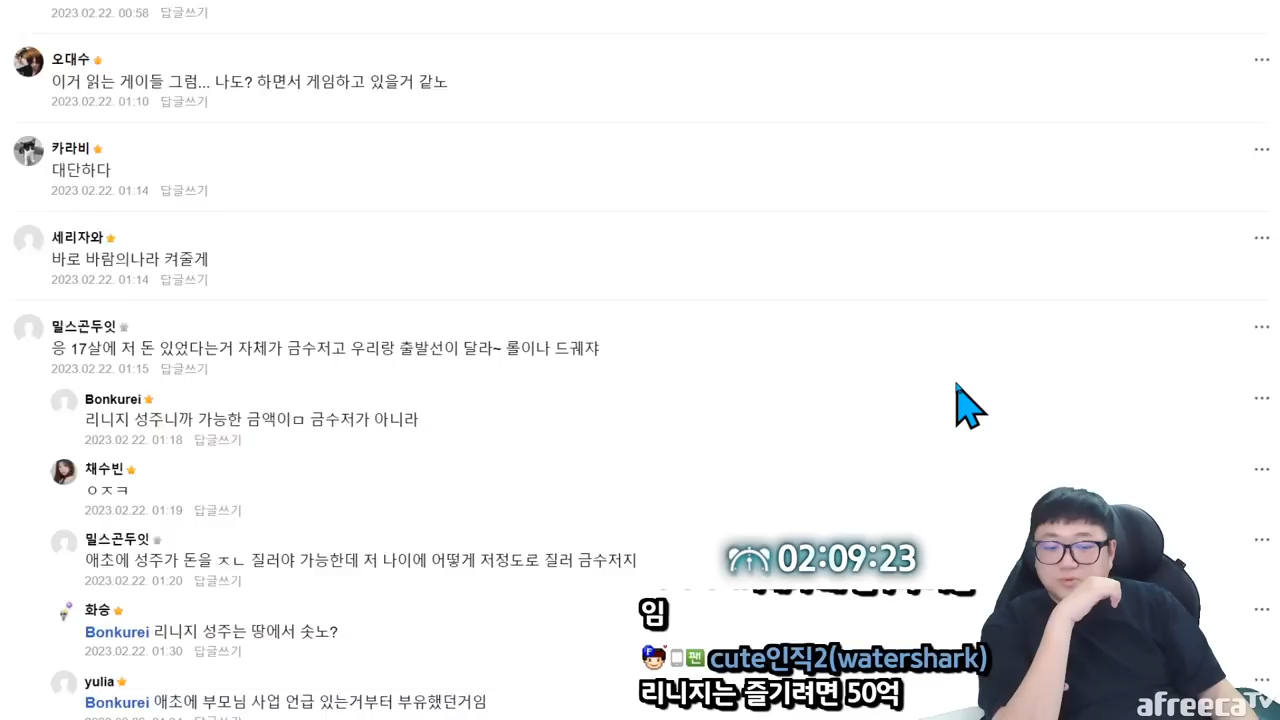 2023.02.22. 00:58 답글쓰기
오대수
이거 읽는 게이들 그럼... 나도? 하면서 게임하고 있을거 같노
2023.02.22. 01:10 답글쓰기
카라비
대단하다
2023.02.22. 01:14 답글쓰기
세리자와
바로 바람의나라 켜줄게
2023.02.22. 01:14 답글쓰기
밀스곤두잇
응 17살에 저 돈 있었다는거 자체가 금수저고 우리랑 출발선이 달라~ 롤이나 드궤쟈
2023.02.22. 01:15 답글쓰기
Bonkurei
리니지 성주니까 가능한 금액이ㅁ 금수저가 아니라
2023.02.22. 01:18 답글쓰기
채수빈
ㅇㅈㅋ
2023.02.22. 01:19 답글쓰기
밀스곤두잇
애초에 성주가 돈을 ㅈㄴ 질러야 가능한데 저 나이에 어떻게 저정도로 질러 금수저지
2023.02.22. 01:20 답글쓰기
화승
Bonkurei 리니지 성주는 땅에서 솟노?
2023.02.22. 01:30 답글쓰기
yulia
Bonkurei 애초에 부모님 사업 언급 있는거부터 부유했던거임
02:09:23
임
F 팬 cute인직2(watershark)
리니지는 즐기려면 50억
afreecaTV